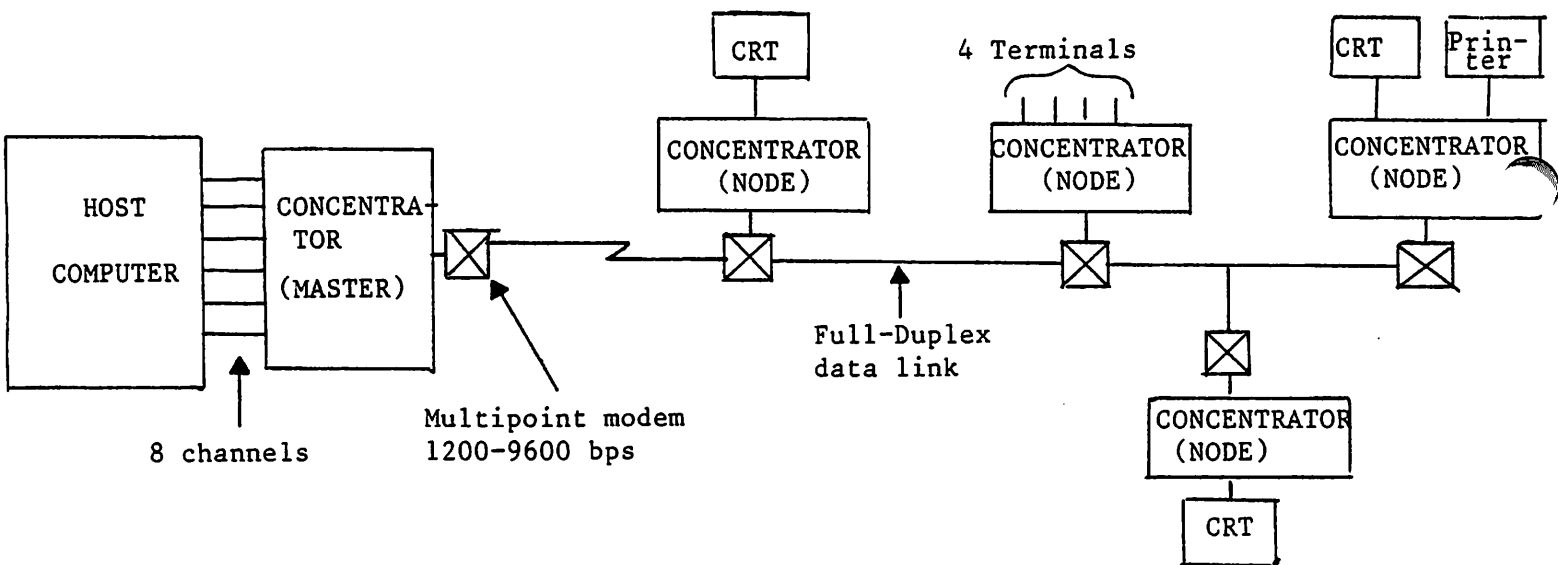 CRT
4 Terminals
CRT
Prin-
ter
CONCENTRATOR
(NODE)
CONCENTRATOR
(NODE)
CONCENTRATOR
(NODE)
HOST
COMPUTER
CONCENTRA-
TOR
(MASTER)
Full-Duplex
data link
8 channels
Multipoint modem
1200-9600 bps
CONCENTRATOR
(NODE)
CRT